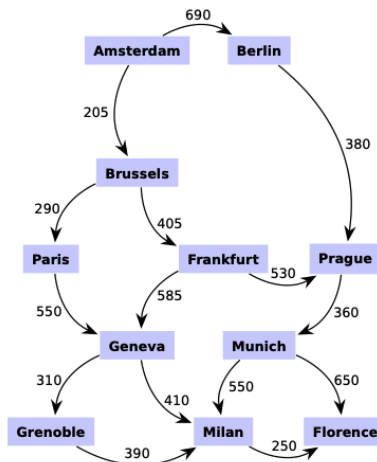 690
Amsterdam Berlin
205
380
Brussels
290 405
Paris Frankfurt Prague
530
550 585 360
Geneva Munich
310 410 550 650
Grenoble Milan Florence
390 250